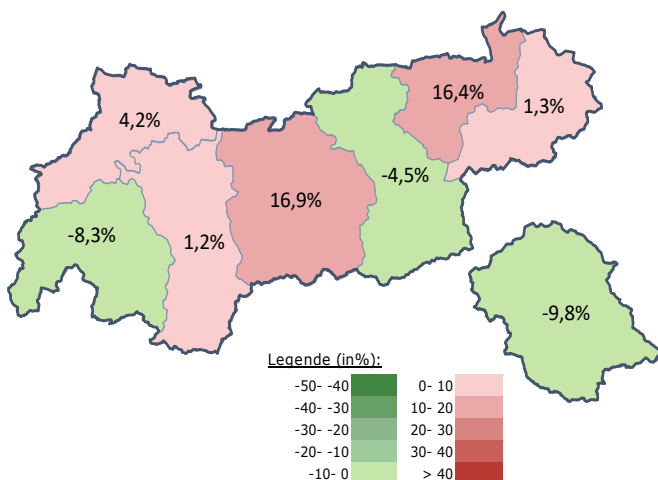 16,4%
1,3%
4,2%
-4,5%
16,9%
-8,3%
1,2%
-9,8%
Legende (in%):
-50- -40 0- 10
-40- -30 10- 20
-30- -20 20- 30
-20- -10 30- 40
-10- 0 > 40